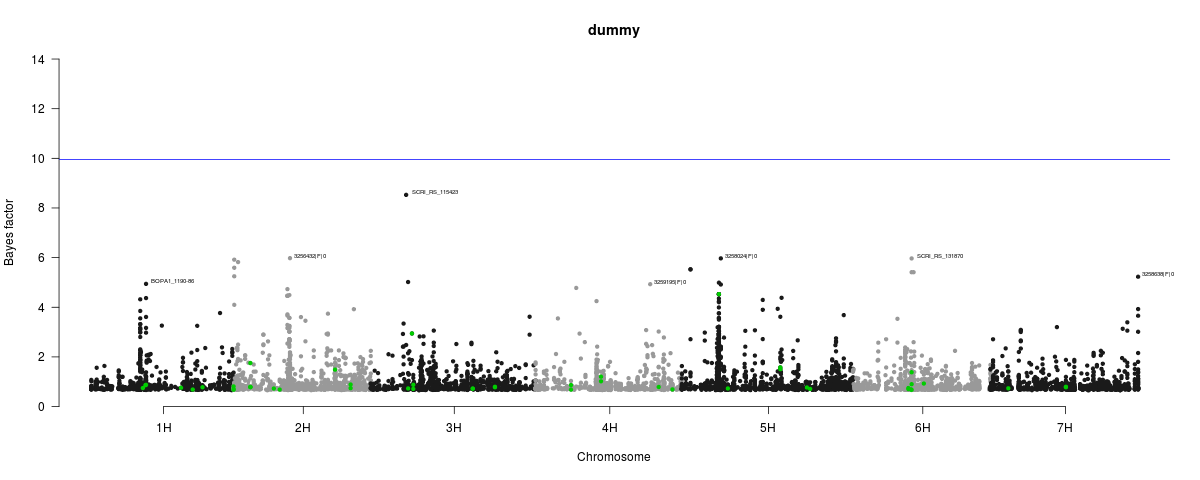 dummy
14
12
10
8
6
4
2
0
Bayes factor
BOPA1_1190-86
3256432|F|0
SCRI_RS_115423
3259195|F|0
3258024|F|0
SCRI_RS_131870
3258638|F|0
1H 2H 3H 4H 5H 6H 7H
Chromosome